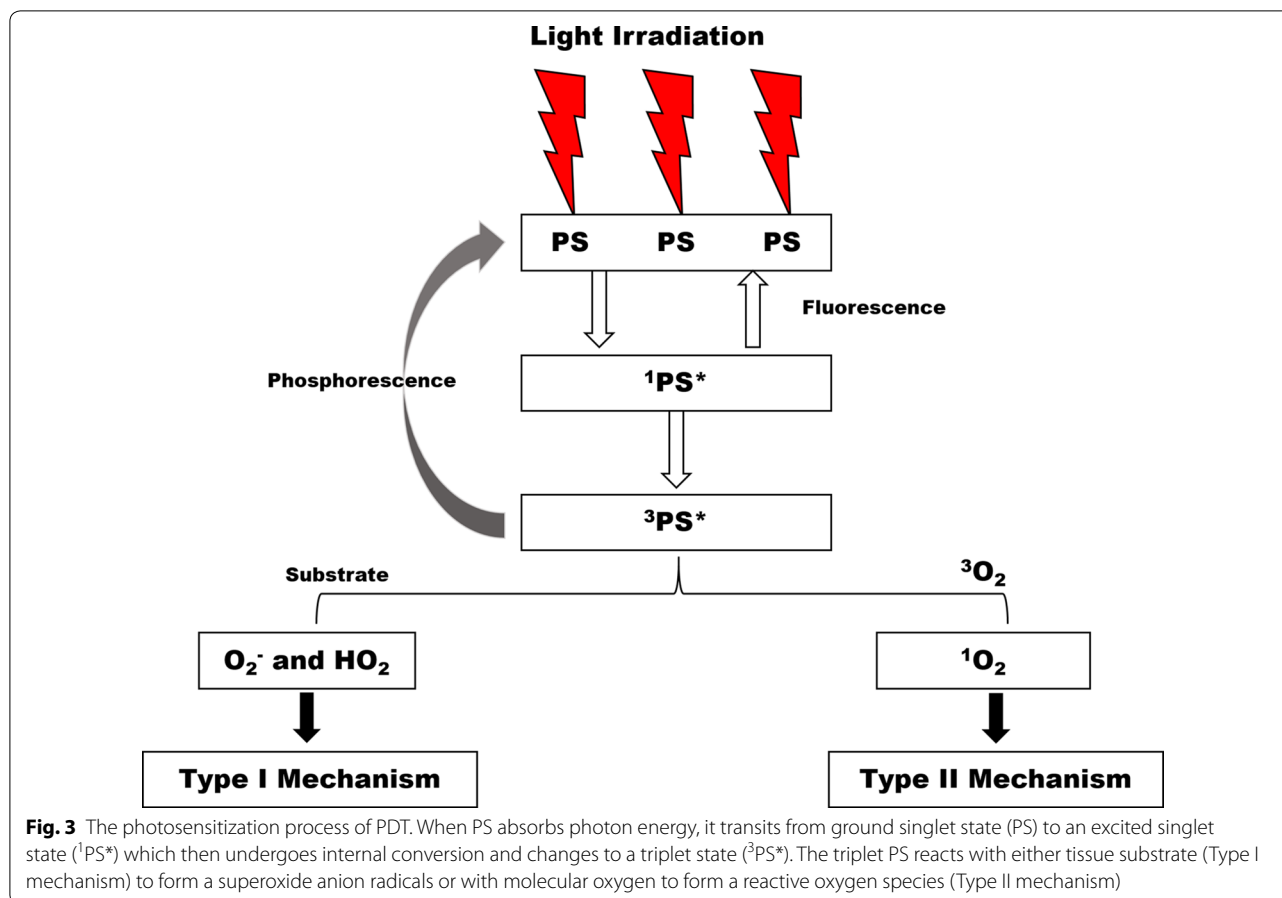 Light Irradiation
PS PS PS
Fluorescence
¹PS*
Phosphorescence
³PS*
Substrate
³O₂
O₂⁻ and HO₂
¹O₂
Type I Mechanism
Type II Mechanism
Fig. 3 The photosensitization process of PDT. When PS absorbs photon energy, it transits from ground singlet state (PS) to an excited singlet
state (¹PS*) which then undergoes internal conversion and changes to a triplet state (³PS*). The triplet PS reacts with either tissue substrate (Type I
mechanism) to form a superoxide anion radicals or with molecular oxygen to form a reactive oxygen species (Type II mechanism)